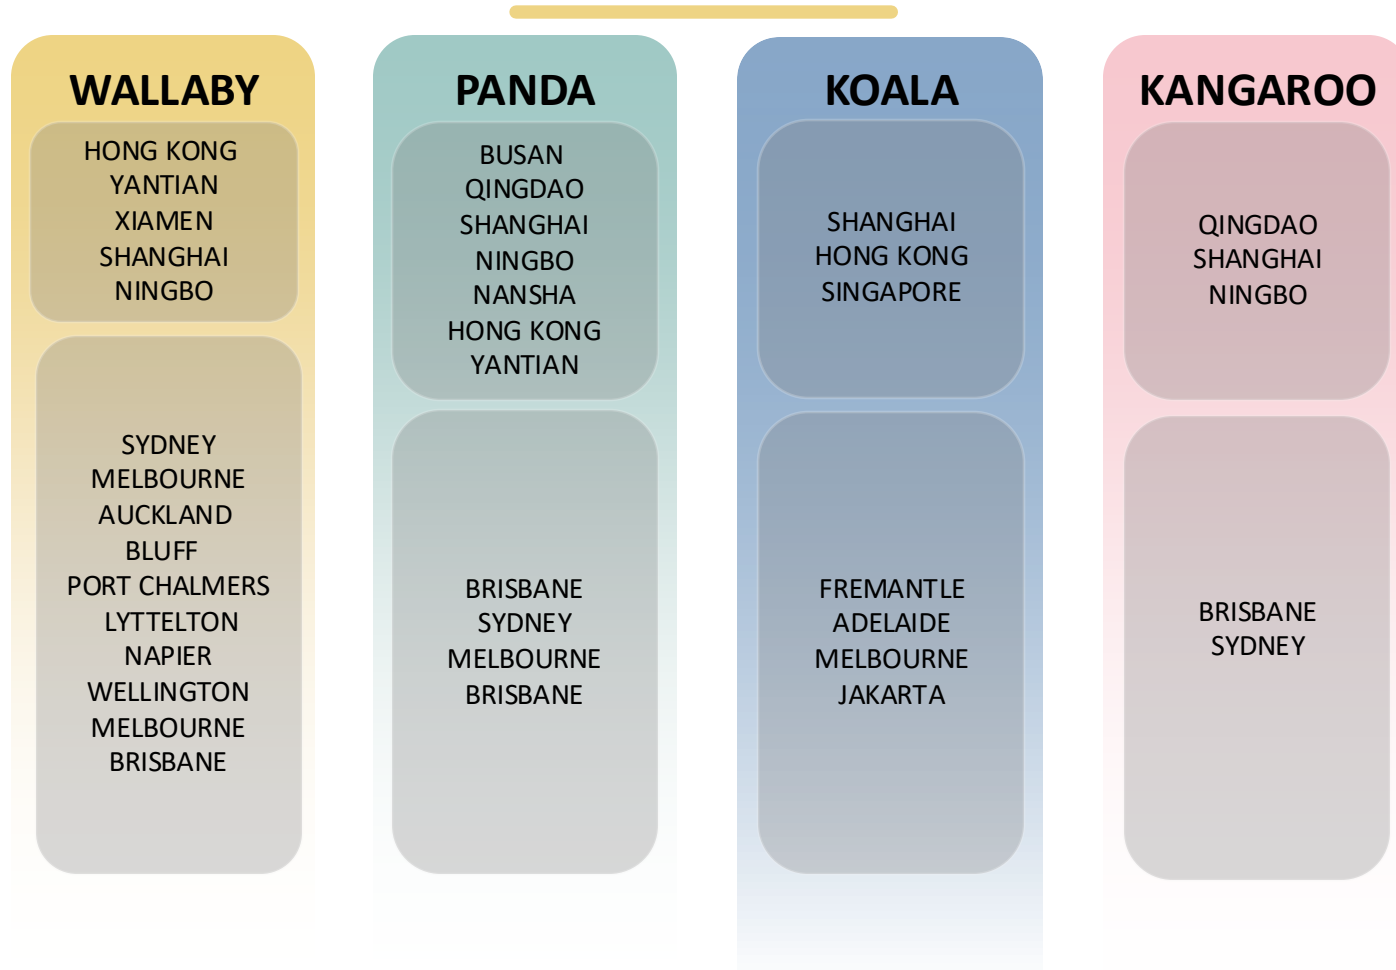 WALLABY
HONG KONG
YANTIAN
XIAMEN
SHANGHAI
NINGBO
SYDNEY
MELBOURNE
AUCKLAND
BLUFF
PORT CHALMERS
LYTTELTON
NAPIER
WELLINGTON
MELBOURNE
BRISBANE
PANDA
BUSAN
QINGDAO
SHANGHAI
NINGBO
NANSHA
HONG KONG
YANTIAN
BRISBANE
SYDNEY
MELBOURNE
BRISBANE
KOALA
SHANGHAI
HONG KONG
SINGAPORE
FREMANTLE
ADELAIDE
MELBOURNE
JAKARTA
KANGAROO
QINGDAO
SHANGHAI
NINGBO
BRISBANE
SYDNEY